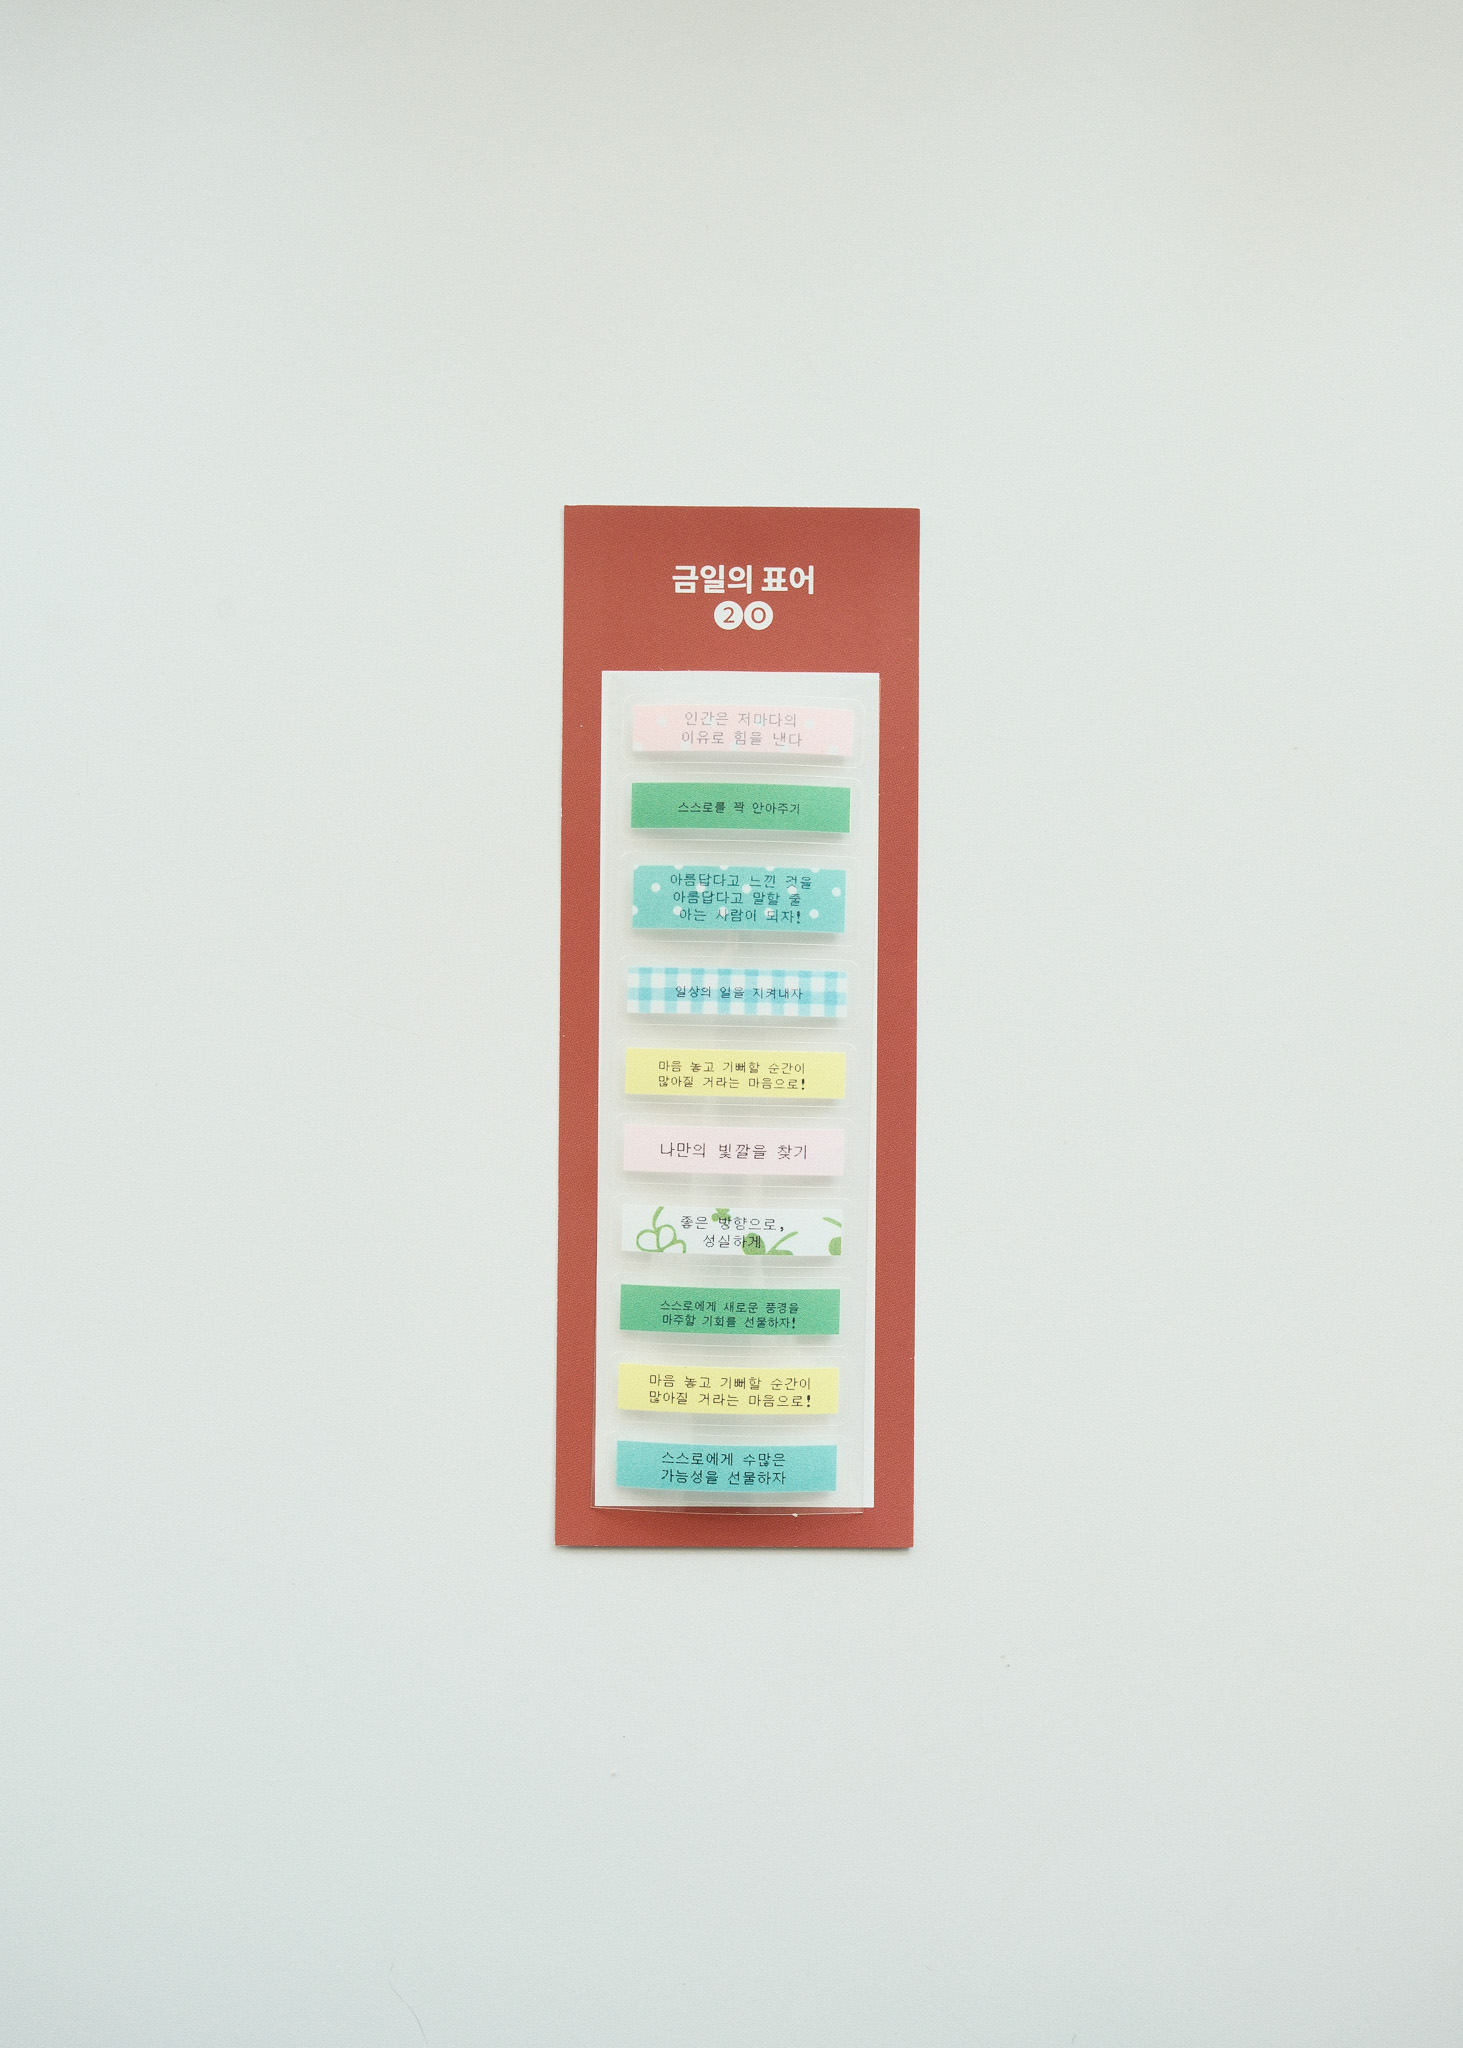 금일의 표어
20
인간은 저마다의
이유로 힘을 낸다
스스로를 꽉 안아주기
아름답다고 느낀 것을
아름답다고 말할 줄
아는 사람이 되자!
일상의 일을 지켜내자
마음 놓고 기뻐할 순간이
많아질 거라는 마음으로!
나만의 빛깔을 찾기
좋은 방향으로,
성실하게
스스로에게 새로운 풍경을
마주할 기회를 선물하자!
마음 놓고 기뻐할 순간이
많아질 거라는 마음으로!
스스로에게 수많은
가능성을 선물하자